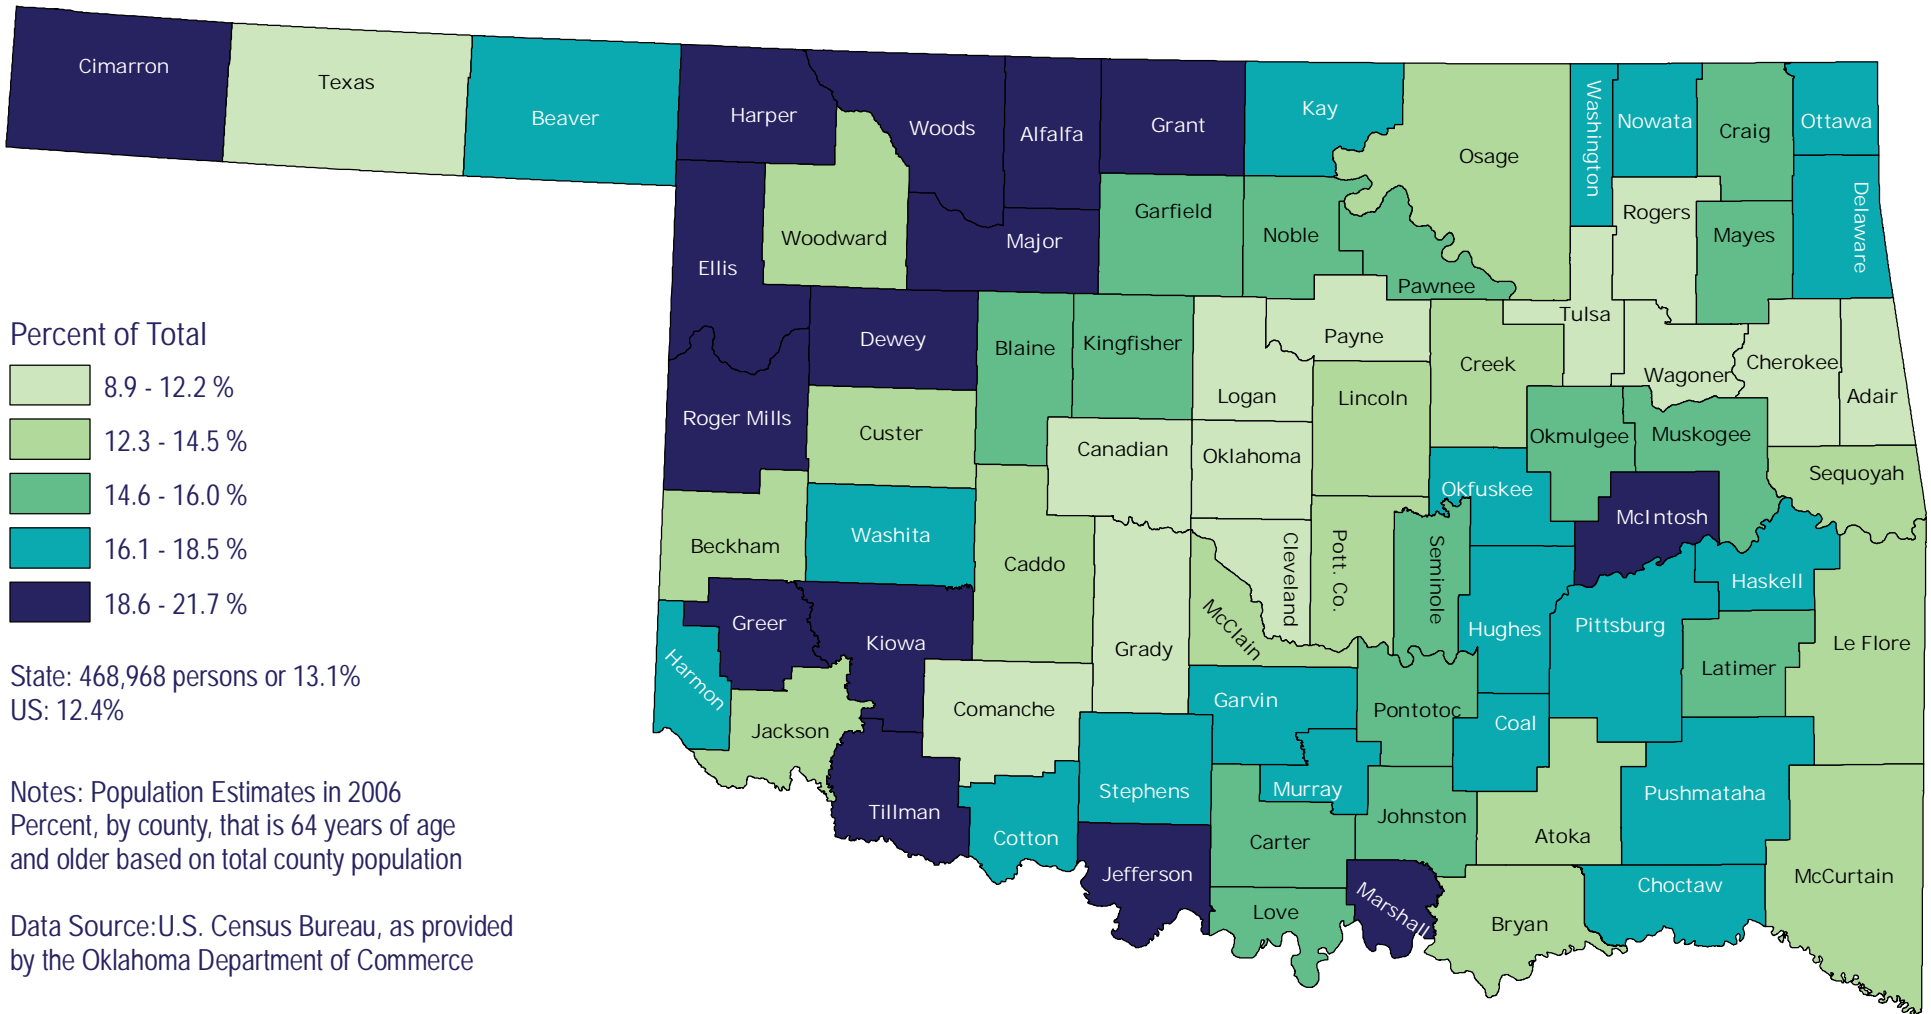 Cimarron
Texas
Beaver
Harper
Woods
Alfalfa
Grant
Kay
Osage
Washington
Nowata
Craig
Ottawa
Delaware
Rogers
Mayes
Ellis
Woodward
Major
Garfield
Noble
Pawnee
Tulsa
Dewey
Blaine
Kingfisher
Logan
Payne
Creek
Lincoln
Wagoner
Cherokee
Adair
Roger Mills
Custer
Canadian
Oklahoma
Okmulgee
Muskogee
Sequoyah
Okfuskee
McIntosh
Beckham
Washita
Caddo
Grady
McClain
Cleveland
Pott. Co.
Seminole
Hughes
Pittsburg
Haskell
Latimer
Le Flore
Harmon
Greer
Kiowa
Jackson
Comanche
Tillman
Cotton
Stephens
Jefferson
Garvin
Murray
Pontotoc
Coal
Carter
Johnston
Atoka
Pushmataha
Love
Marshall
Bryan
Choctaw
McCurtain
Percent of Total
8.9 - 12.2 %
12.3 - 14.5 %
14.6 - 16.0 %
16.1 - 18.5 %
18.6 - 21.7 %
State: 468,968 persons or 13.1%
US: 12.4%
Notes: Population Estimates in 2006
Percent, by county, that is 64 years of age
and older based on total county population
Data Source:U.S. Census Bureau, as provided
by the Oklahoma Department of Commerce